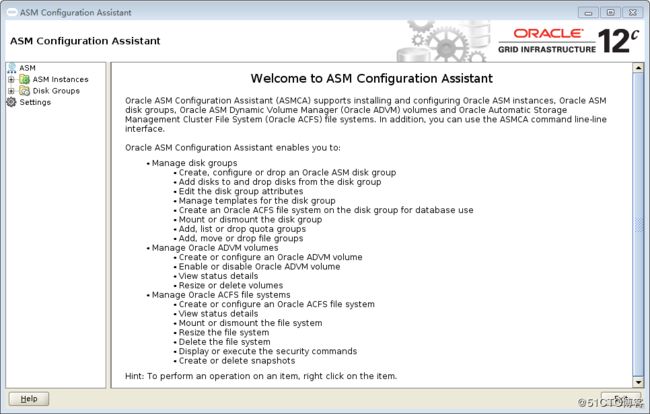 ASM Configuration Assistant
ASM Configuration Assistant
ORACLE
GRID INFRASTRUCTURE
12c
ASM
ASM Instances
Disk Groups
Settings
Welcome to ASM Configuration Assistant
Oracle ASM Configuration Assistant (ASMCA) supports installing and configuring Oracle ASM instances, Oracle ASM
disk groups, Oracle ASM Dynamic Volume Manager (Oracle ADVM) volumes and Oracle Automatic Storage
Management Cluster File System (Oracle ACFS) file systems. In addition, you can use the ASMCA command line-line
interface.
Oracle ASM Configuration Assistant enables you to:
• Manage disk groups
• Create, configure or drop an Oracle ASM disk group
• Add disks to and drop disks from the disk group
• Edit the disk group attributes
• Manage templates for the disk group
• Create an Oracle ACFS file system on the disk group for database use
• Mount or dismount the disk group
• Add, list or drop quota groups
• Add, move or drop file groups
• Manage Oracle ADVM volumes
• Create or configure an Oracle ADVM volume
• Enable or disable Oracle ADVM volume
• View status details
• Resize or delete volumes
• Manage Oracle ACFS file systems
• Create or configure an Oracle ACFS file system
• View status details
• Mount or dismount the file system
• Resize the file system
• Delete the file system
• Display or execute the security commands
• Create or delete snapshots
Hint: To perform an operation on an item, right click on the item.
Help
Exit
@51CTO博客